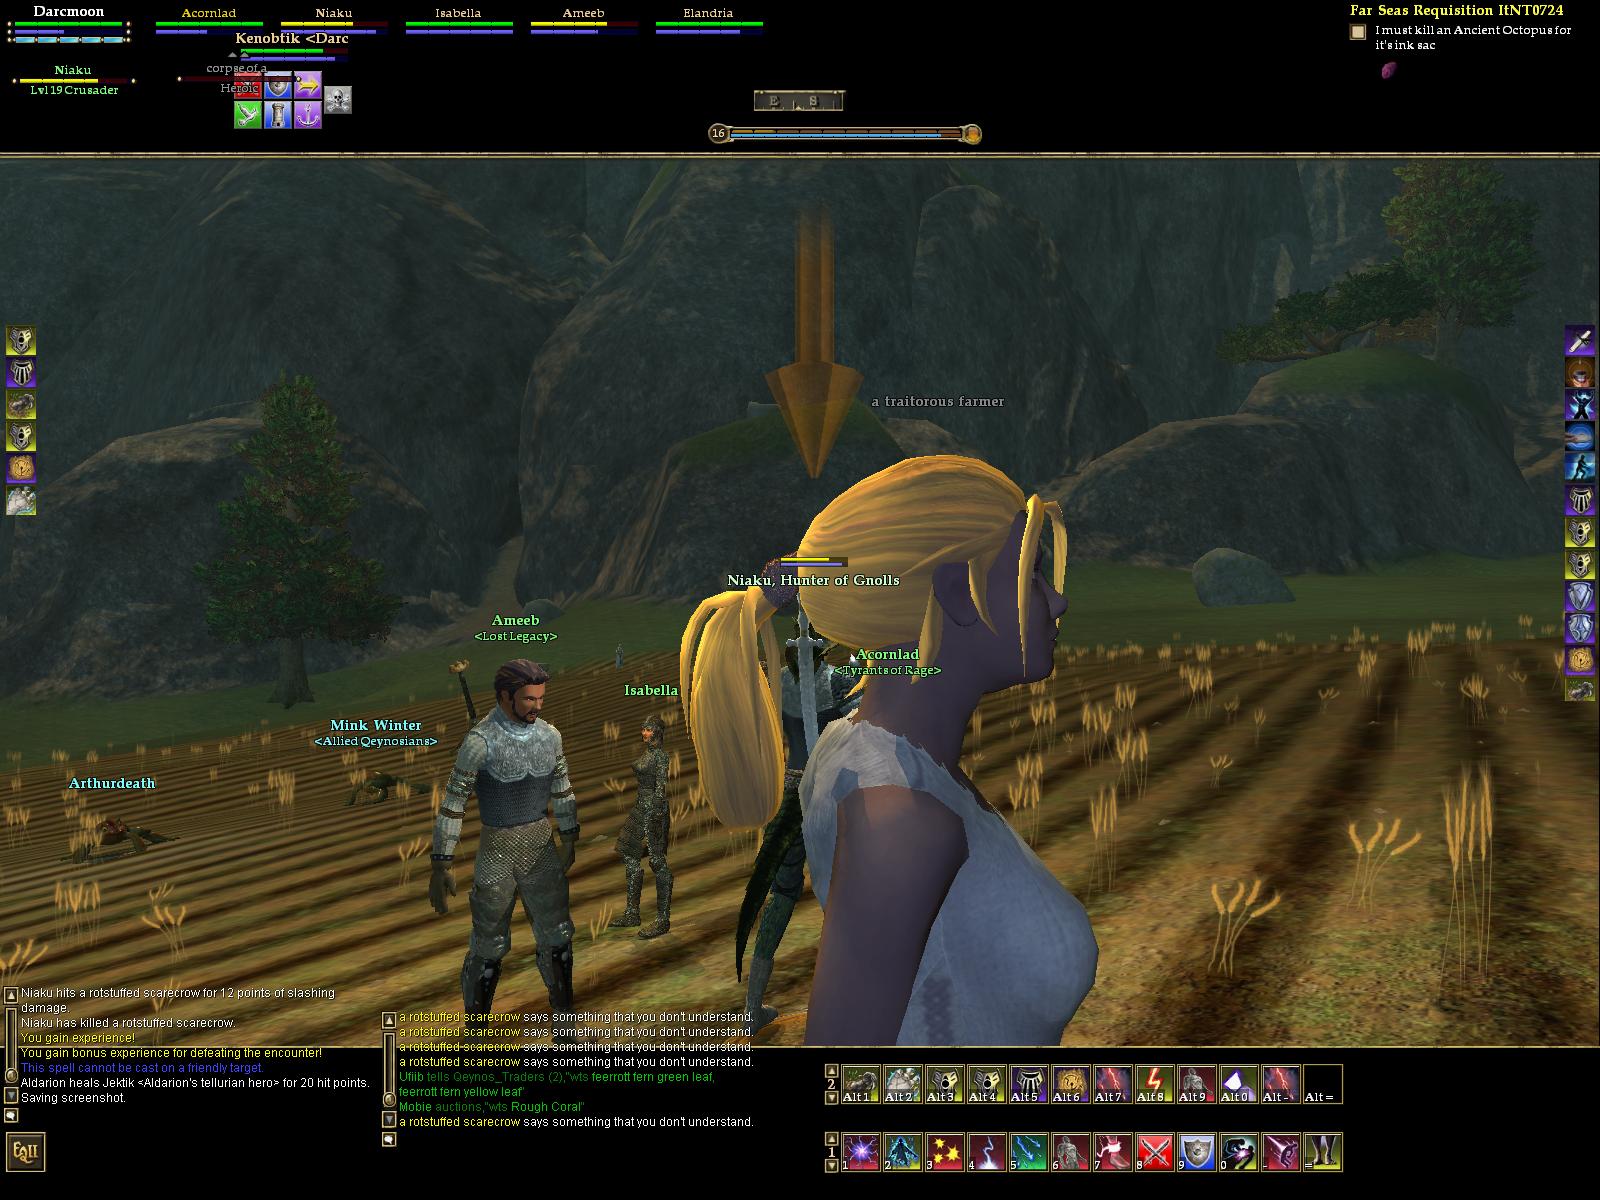 Darcmoon
Acornlad
Niaku
Isabella
Ameeb
Elandria
Kenobtik <Darc
Niaku
Lvl 19 Crusader
corpse of a
Heroic
E S
16
Far Seas Requisition ItNT0724
I must kill an Ancient Octopus for
it's ink sac
a traitorous farmer
Niaku, Hunter of Gnolls
Ameeb
<Lost Legacy>
Acornlad
<Tyrants of Rage>
Isabella
Mink Winter
<Allied Qeynosians>
Arthurdeath
Niaku hits a rotstuffed scarecrow for 12 points of slashing
damage.
Niaku has killed a rotstuffed scarecrow.
You gain experience!
You gain bonus experience for defeating the encounter!
This spell cannot be cast on a friendly target.
Aldarion heals Jektik <Aldarion's tellurian hero> for 20 hit points.
Saving screenshot.
a rotstuffed scarecrow says something that you don't understand.
a rotstuffed scarecrow says something that you don't understand.
a rotstuffed scarecrow says something that you don't understand.
a rotstuffed scarecrow says something that you don't understand.
Ufiib tells Qeynos_Traders (2),"wts feerrott fern green leaf,
feerrott fern yellow leaf"
Mobie auctions,"wts Rough Coral"
a rotstuffed scarecrow says something that you don't understand.
EQII
2
Alt 1 Alt 2 Alt 3 Alt 4 Alt 5 Alt 6 Alt 7 Alt 8 Alt 9 Alt 0 Alt - Alt =
1
1 2 3 4 5 6 7 8 9 0 - =